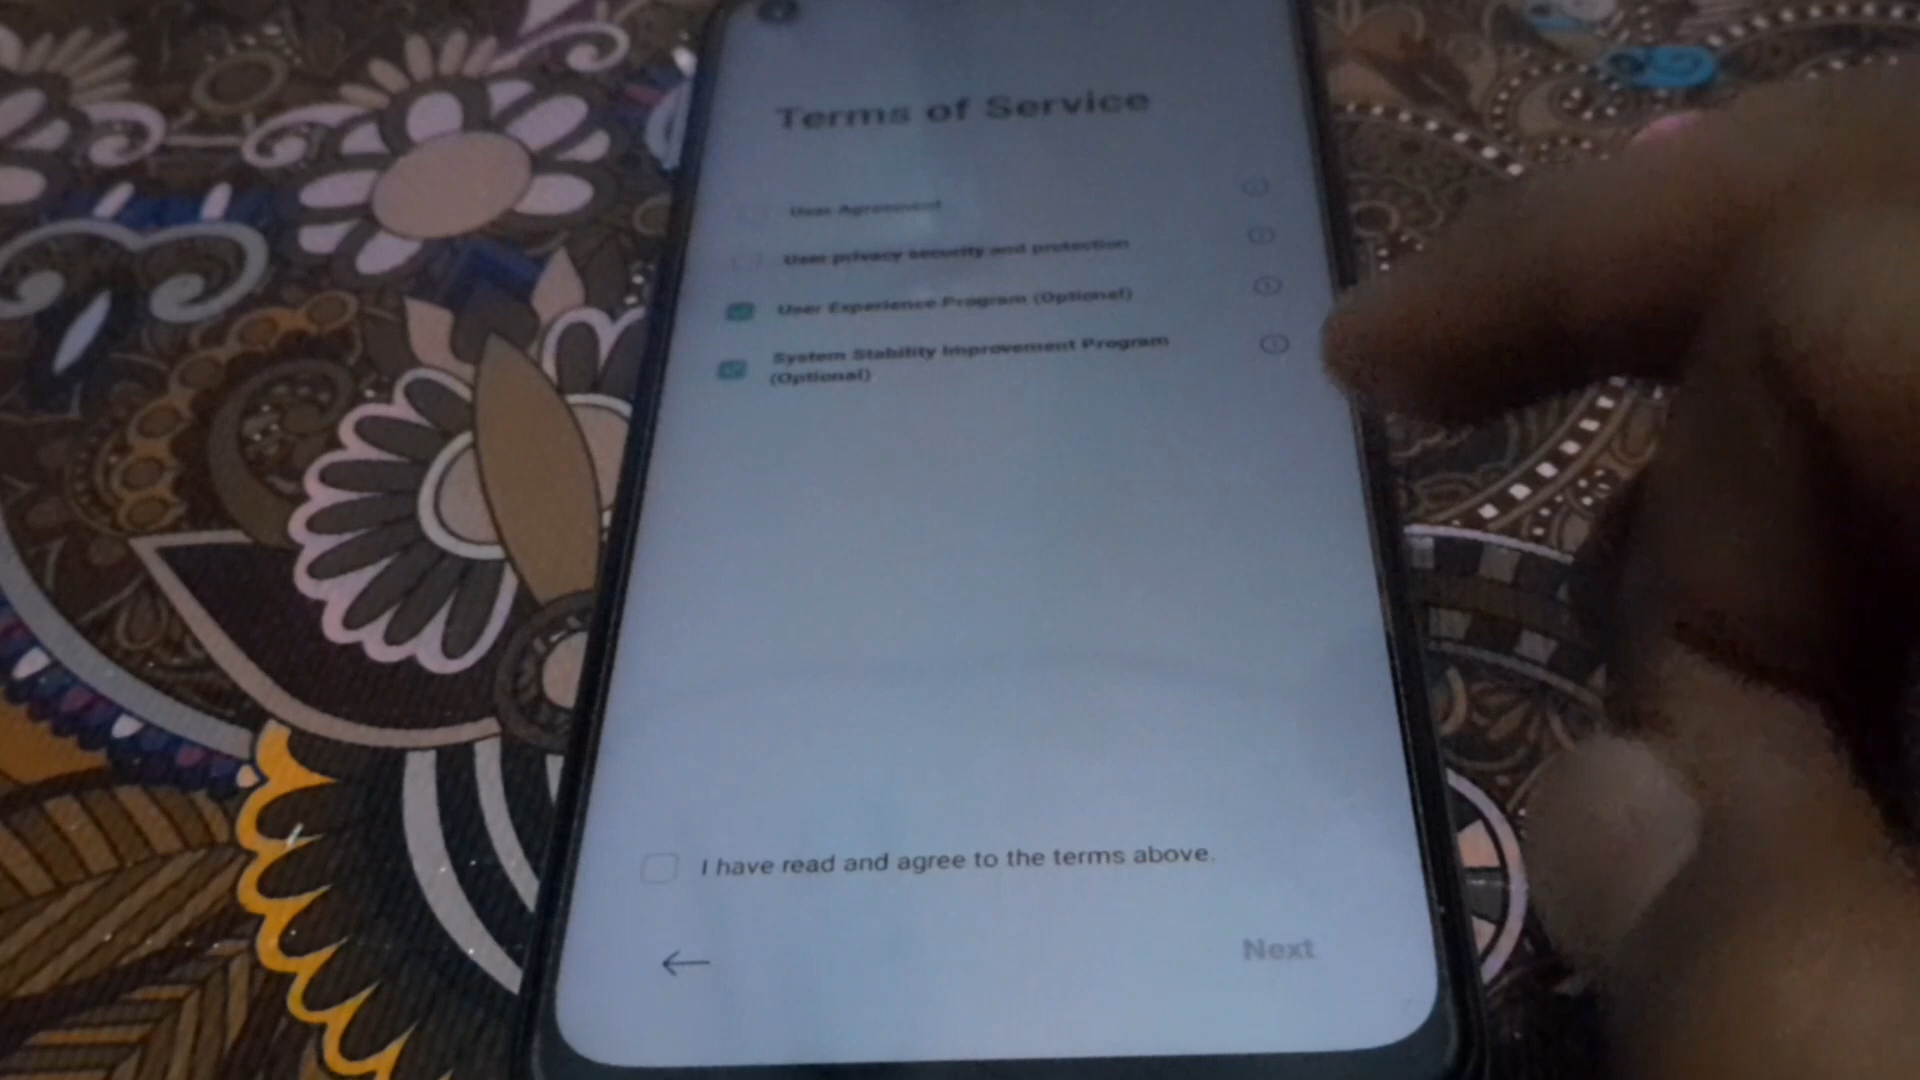 Terms of Service
User Agreement
User privacy security and protection
User Experience Program (Optional)
System Stability Improvement Program
(Optional)
I have read and agree to the terms above.
Next